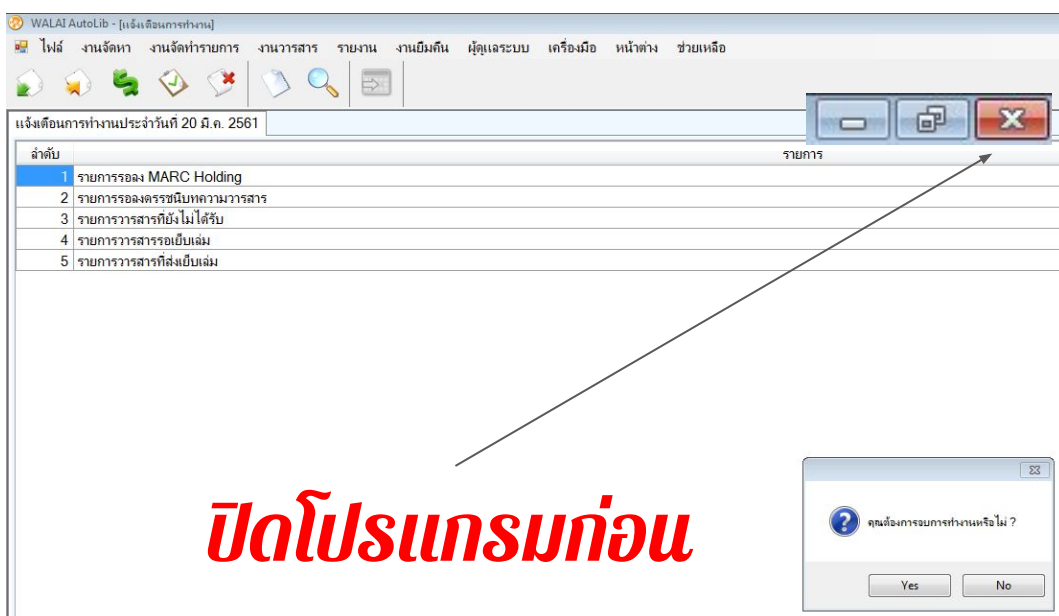 WALAI AutoLib - [แจ้งเตือนการทำงาน]
ไฟล์ งานจัดหา งานจัดทำรายการ งานวารสาร รายงาน งานยืมคืน ผู้ดูแลระบบ เครื่องมือ หน้าต่าง ช่วยเหลือ
แจ้งเตือนการทำงานประจำวันที่ 20 มี.ค. 2561
ลำดับ รายการ
1 รายการรอลง MARC Holding
2 รายการรอลงดรรชนีบทความวารสาร
3 รายการวารสารที่ยังไม่ได้รับ
4 รายการวารสารรอเย็บเล่ม
5 รายการวารสารที่ส่งเย็บเล่ม
ปิดโปรแกรมก่อน
คุณต้องการจบการทำงานหรือไม่ ?
Yes No